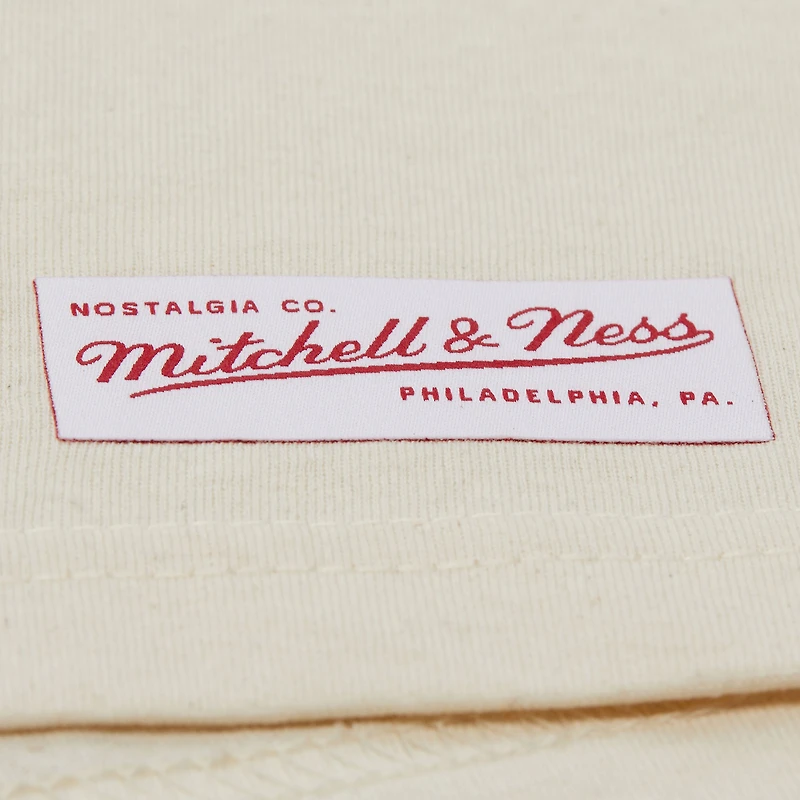 NOSTALGIA CO.
Mitchell & Ness
PHILADELPHIA, PA.